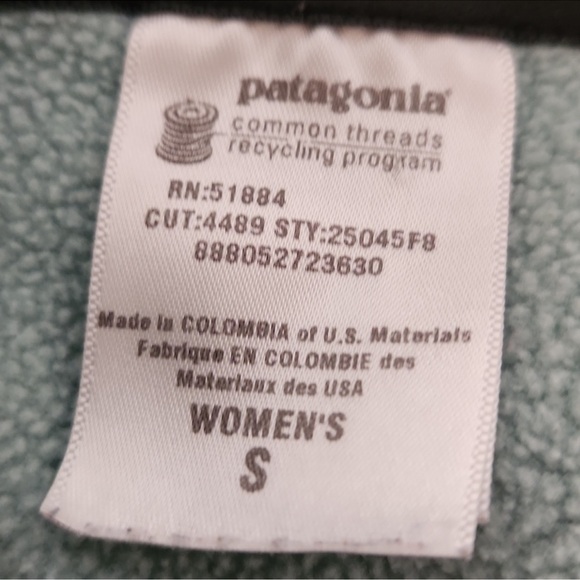 patagonia
common threads
recycling program
RN:51884
CUT:4489 STY:25045F8
888052723630
Made in COLOMBIA of U.S. Materials
Fabrique EN COLOMBIE des
Materiaux des USA
WOMEN'S
S